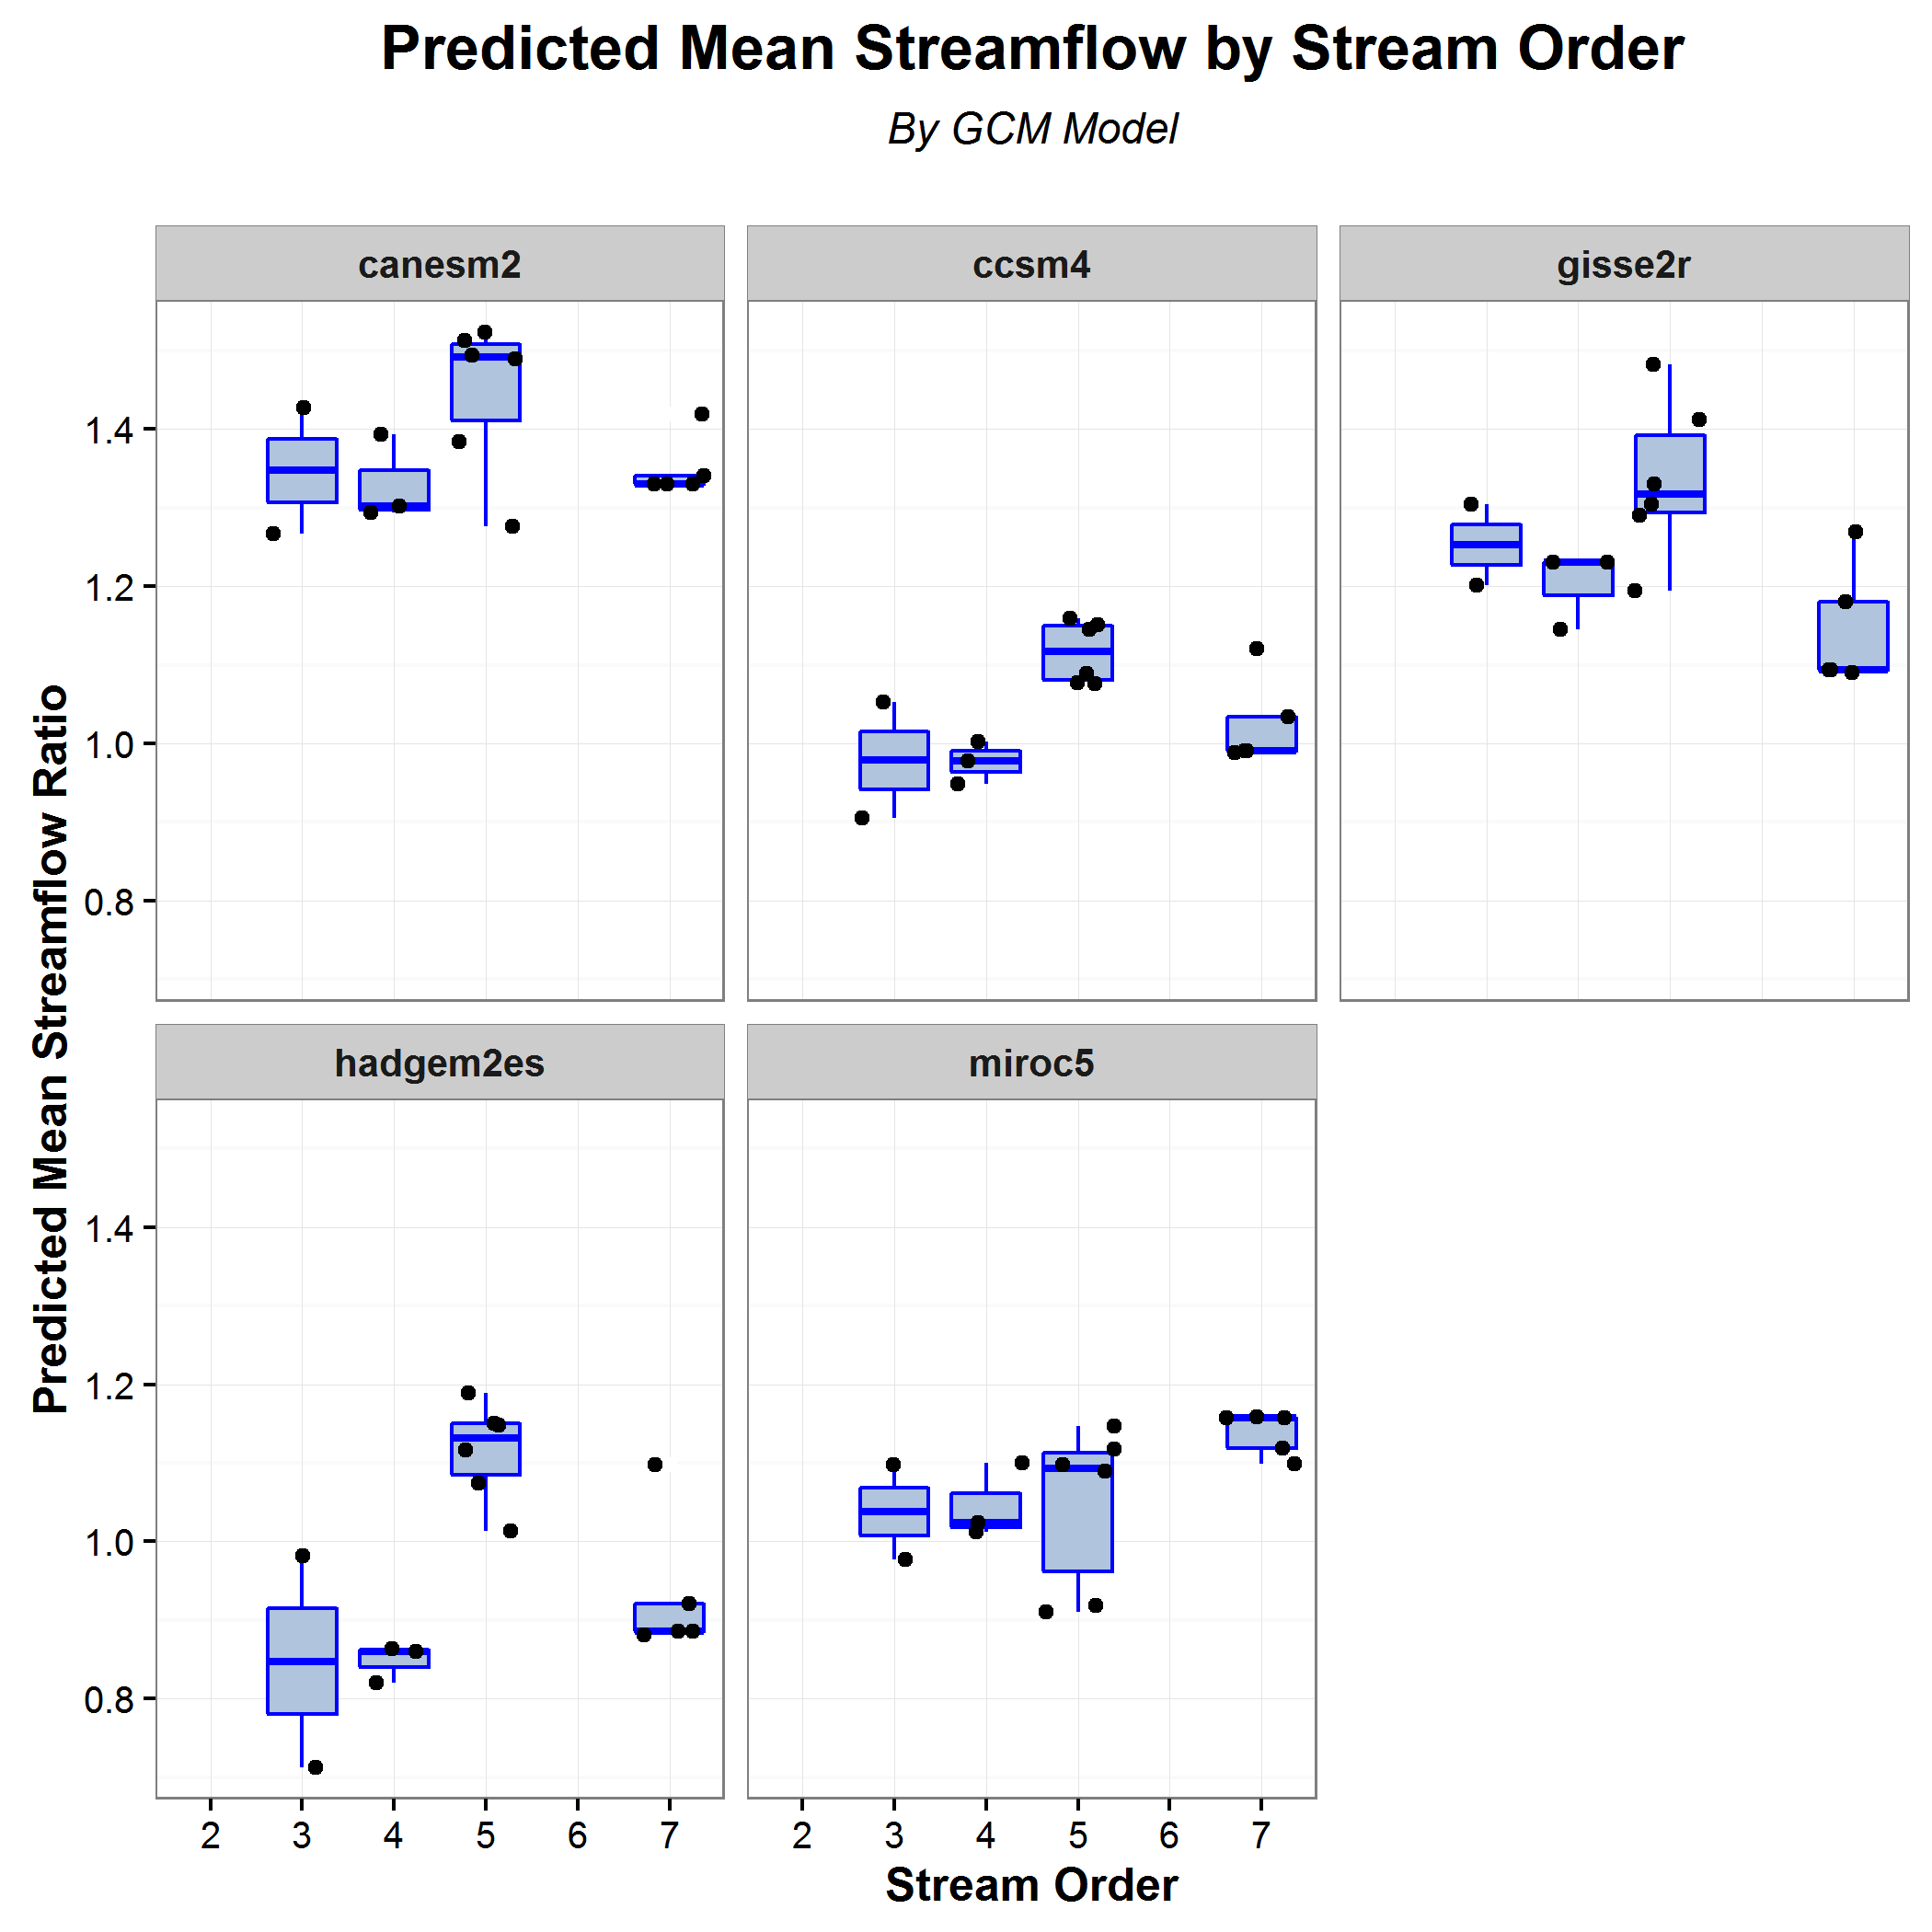 Predicted Mean Streamflow by Stream Order
By GCM Model
canesm2
ccsm4
gisse2r
1.4
1.2
1.0
0.8
Predicted Mean Streamflow Ratio
hadgem2es
miroc5
1.4
1.2
1.0
0.8
2 3 4 5 6 7
2 3 4 5 6 7
Stream Order